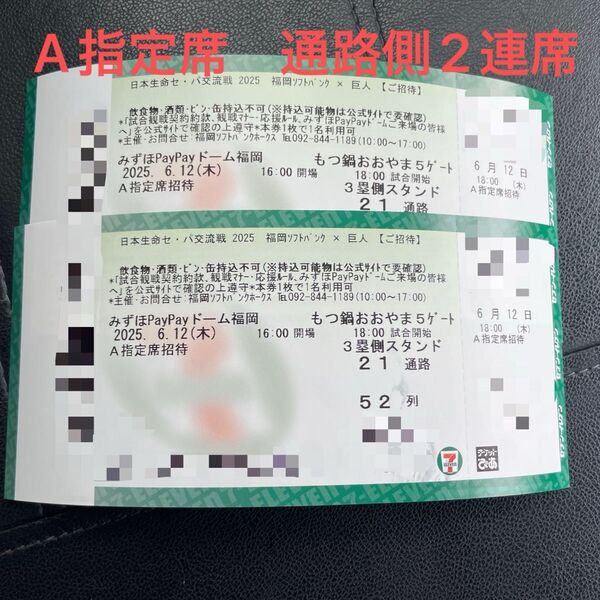 A指定席 通路側2連席
日本生命セ・パ交流戦 2025 福岡ソフトバンク × 巨人 【ご招待】
飲食物・酒類・ビン・缶持込不可(※持込可能物は公式サイトで要確認)
*「試合観戦契約約款、観戦マナー・応援ルール、みずほPayPayドームご来場の皆様
へ」を公式サイトで確認の上遵守*本券1枚で1名利用可
*主催・お問合せ:福岡ソフトバンクホークス ℡092-844-1189(10:00~17:00)
みずほPayPayドーム福岡 もつ鍋おおやま5ゲート
2025. 6.12(木) 16:00 開場 18:00 試合開始
A指定席招待 3塁側スタンド
21 通路
6月 12日
18:00 (木)
A指定席招待
日本生命セ・パ交流戦 2025 福岡ソフトバンク × 巨人 【ご招待】
飲食物・酒類・ビン・缶持込不可(※持込可能物は公式サイトで要確認)
*「試合観戦契約約款、観戦マナー・応援ルール、みずほPayPayドームご来場の皆様
へ」を公式サイトで確認の上遵守*本券1枚で1名利用可
*主催・お問合せ:福岡ソフトバンクホークス ℡092-844-1189(10:00~17:00)
みずほPayPayドーム福岡 もつ鍋おおやま5ゲート
2025. 6.12(木) 16:00 開場 18:00 試合開始
A指定席招待 3塁側スタンド
21 通路
52 列
6月 12日
18:00 (木)
A指定席招待
7
ELEVEN
チケット
ぴあ
7-ELEVEN